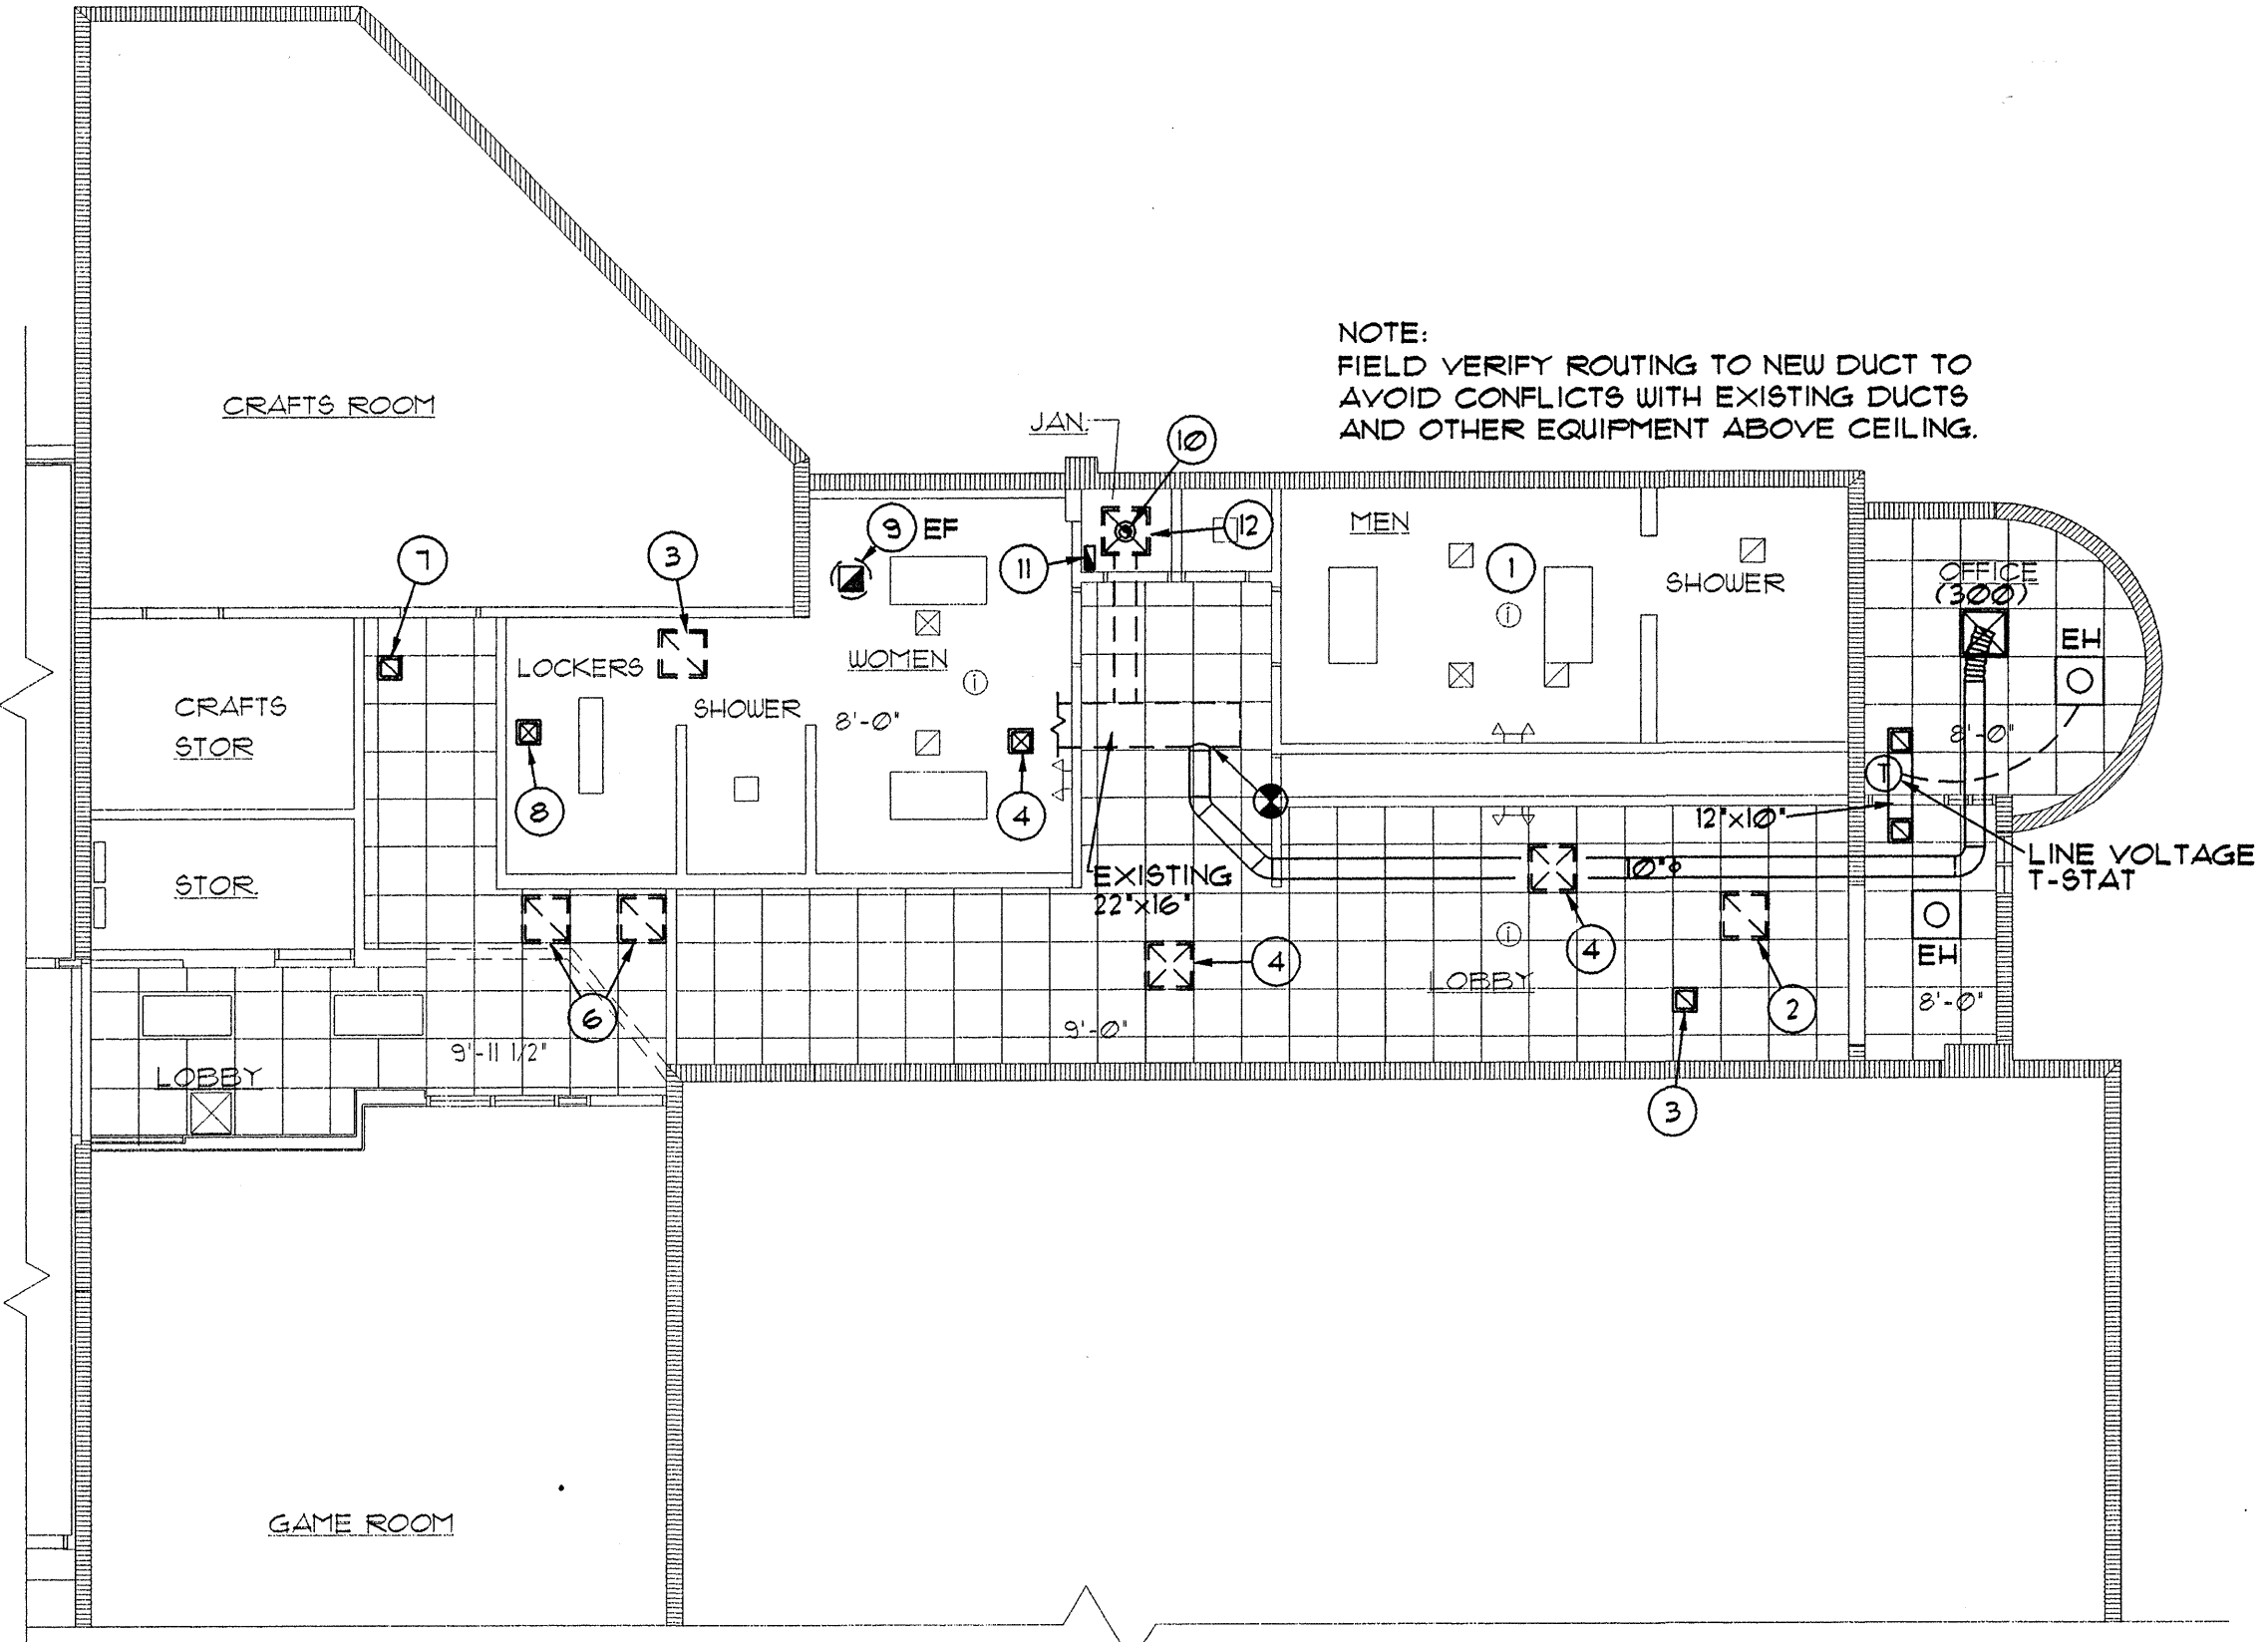 NOTE:
FIELD VERIFY ROUTING TO NEW DUCT TO
AVOID CONFLICTS WITH EXISTING DUCTS
AND OTHER EQUIPMENT ABOVE CEILING.
CRAFTS ROOM
JAN.
10
9 EF
12
MEN
1
11
7
3
SHOWER
OFFICE
(300)
EH
LOCKERS
WOMEN
i
i
CRAFTS
STOR
SHOWER
8'-0"
8'-0"
T
8
4
12"x10"
LINE VOLTAGE
T-STAT
STOR.
EXISTING
22"x16"
10"ø
i
4
4
EH
LOBBY
2
6
9'-0"
8'-0"
9'-11 1/2"
LOBBY
3
GAME ROOM